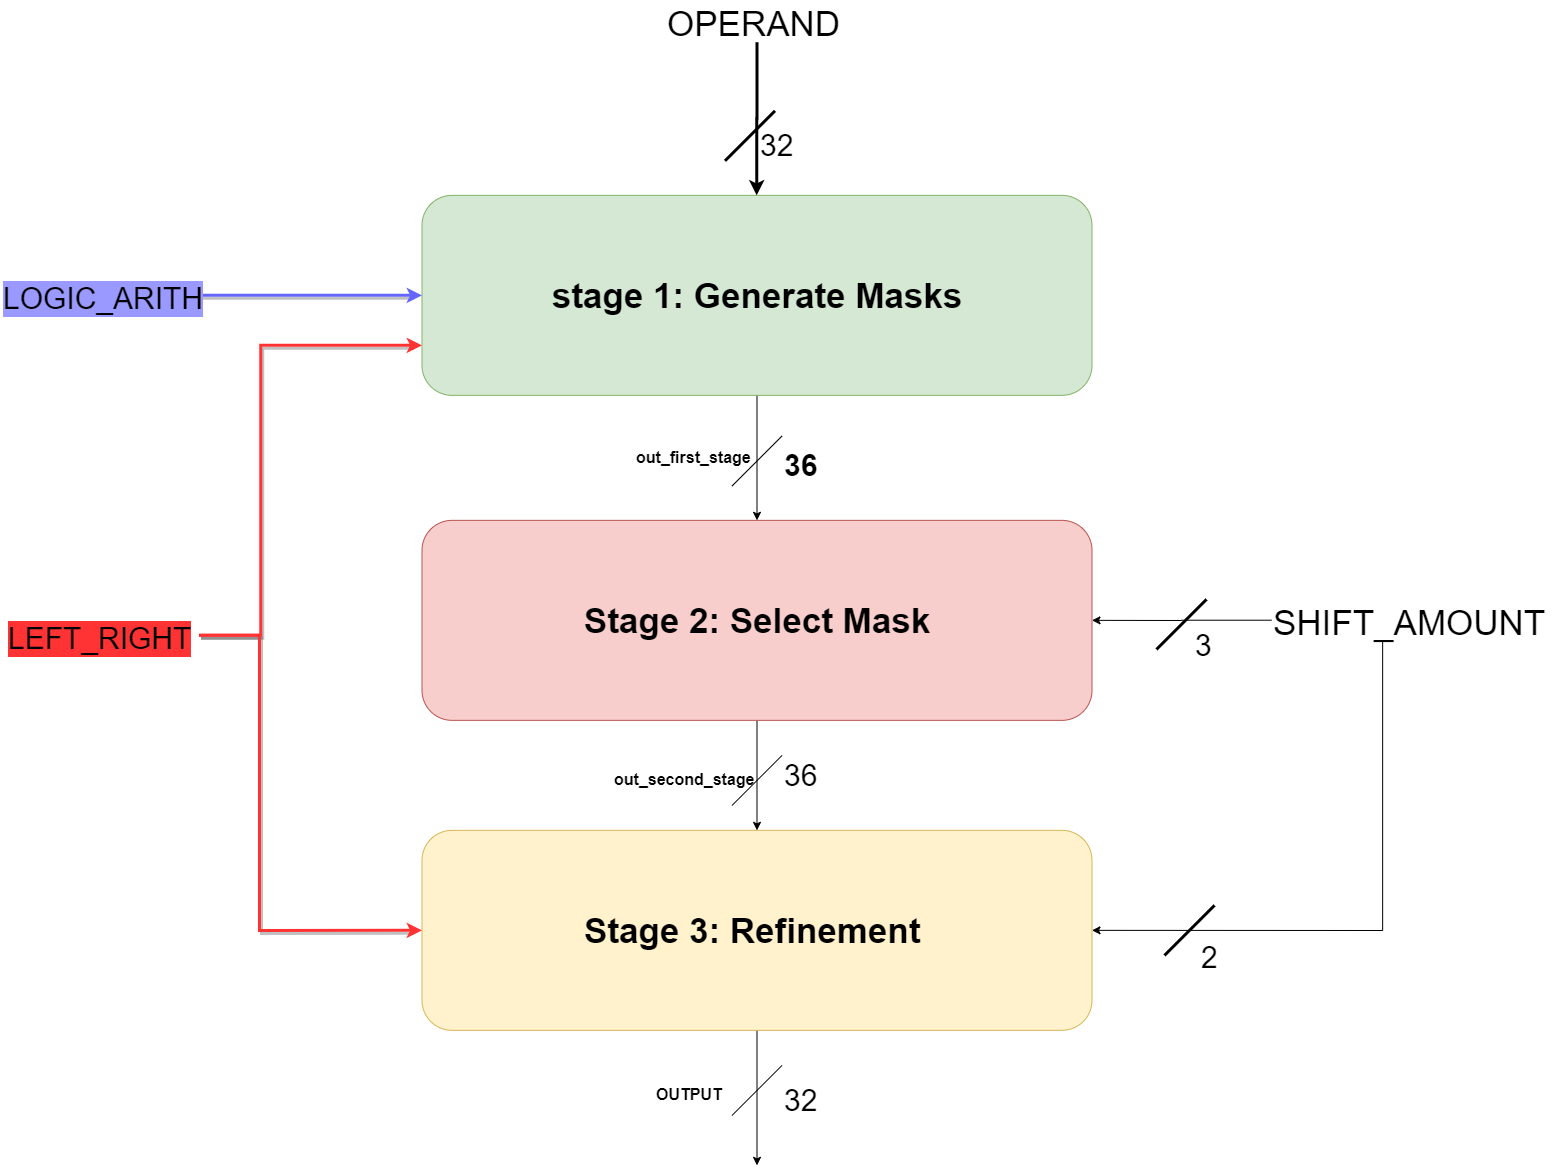 OPERAND
32
LOGIC_ARITH
stage 1: Generate Masks
out_first_stage
36
LEFT_RIGHT
Stage 2: Select Mask
SHIFT_AMOUNT
3
out_second_stage
36
Stage 3: Refinement
2
OUTPUT
32